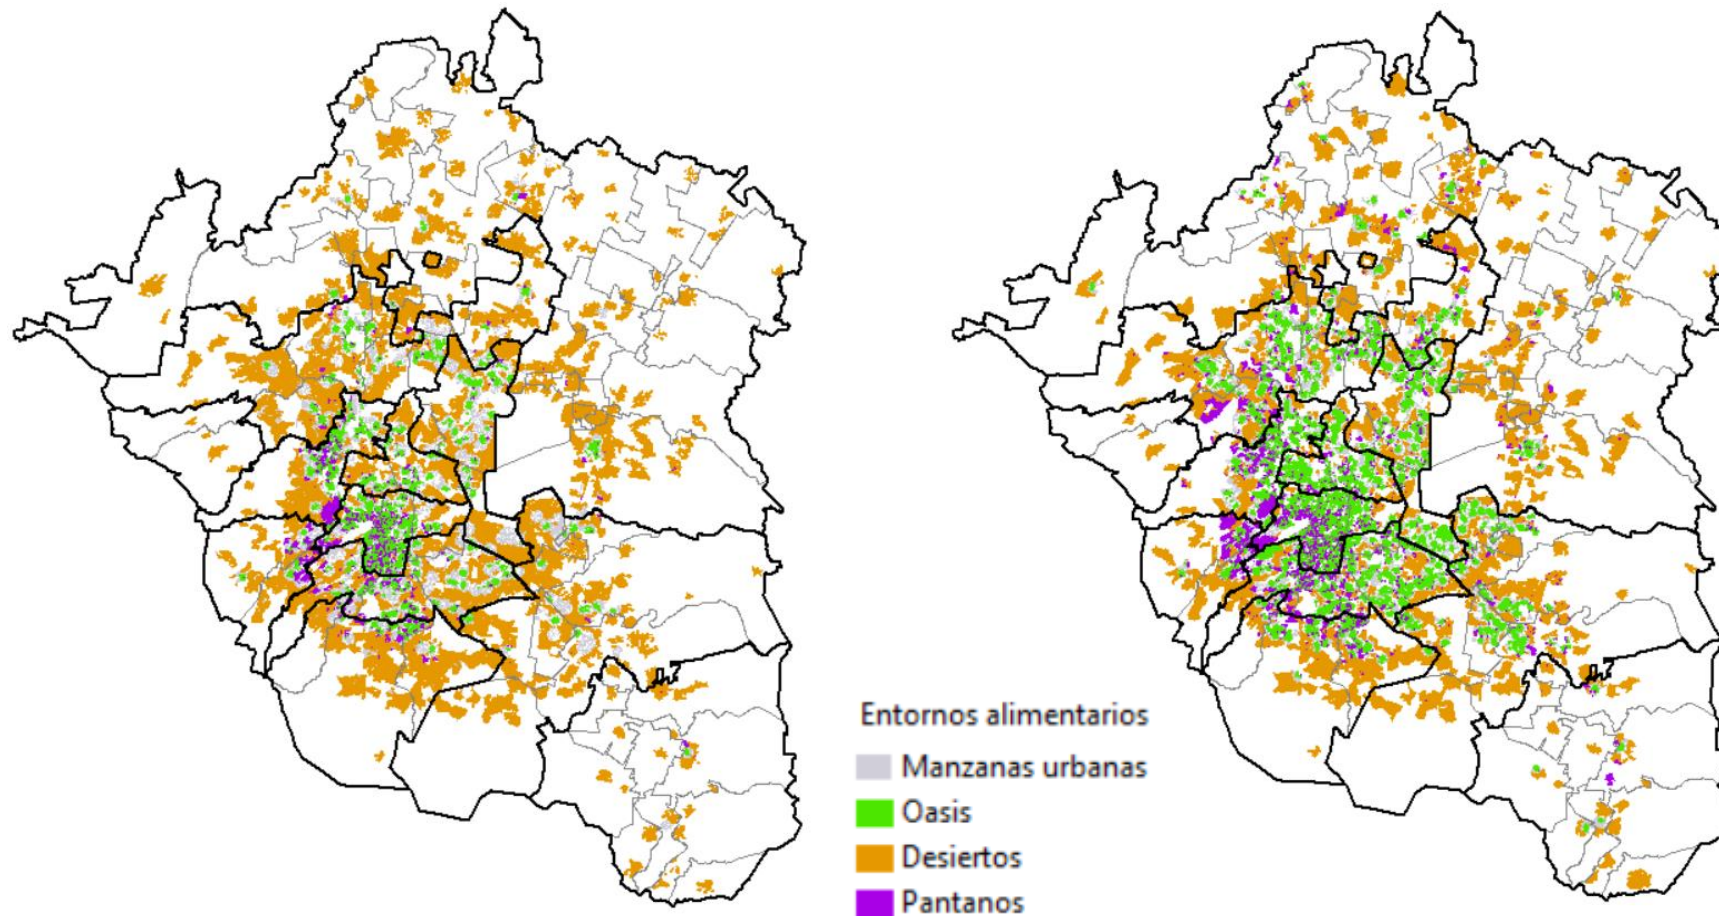 Entornos alimentarios
Manzanas urbanas
Oasis
Desiertos
Pantanos